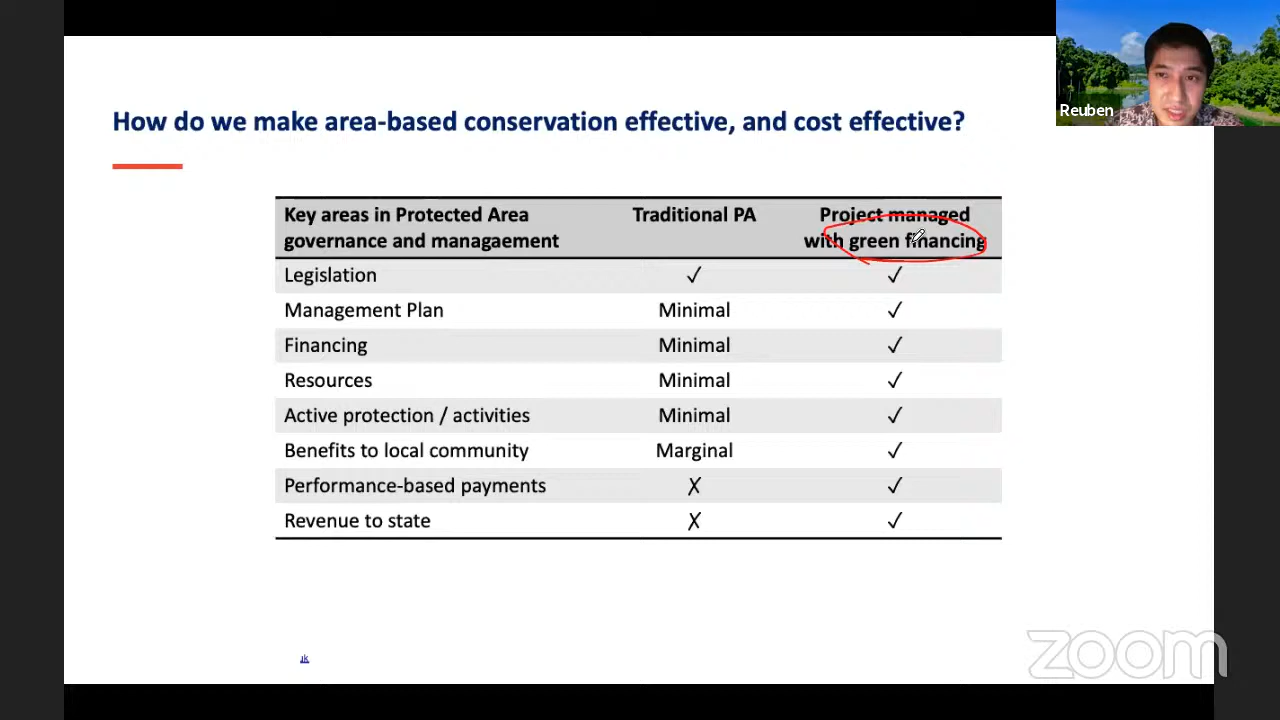 Reuben
How do we make area-based conservation effective, and cost effective?
Key areas in Protected Area governance and managaement | Traditional PA | Project managed with green financing
Legislation ✓ ✓
Management Plan Minimal ✓
Financing Minimal ✓
Resources Minimal ✓
Active protection / activities Minimal ✓
Benefits to local community Marginal ✓
Performance-based payments ✗ ✓
Revenue to state ✗ ✓
zoom